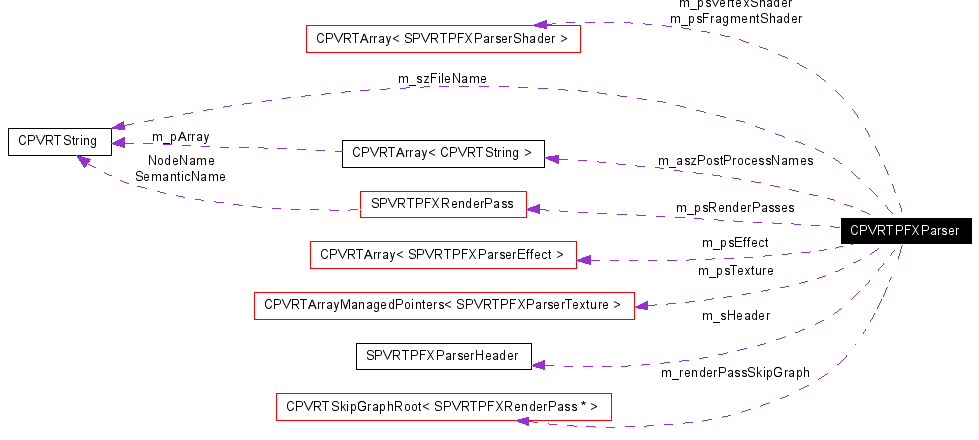 m_psVertexShader
m_psFragmentShader
CPVRTArray< SPVRTPFXParserShader >
m_szFileName
CPVRTString
m_pArray
CPVRTArray< CPVRTString >
m_aszPostProcessNames
NodeName
SemanticName
SPVRTPFXRenderPass
m_psRenderPasses
CPVRTPFXParser
CPVRTArray< SPVRTPFXParserEffect >
m_psEffect
m_psTexture
CPVRTArrayManagedPointers< SPVRTPFXParserTexture >
m_sHeader
SPVRTPFXParserHeader
m_renderPassSkipGraph
CPVRTSkipGraphRoot< SPVRTPFXRenderPass * >